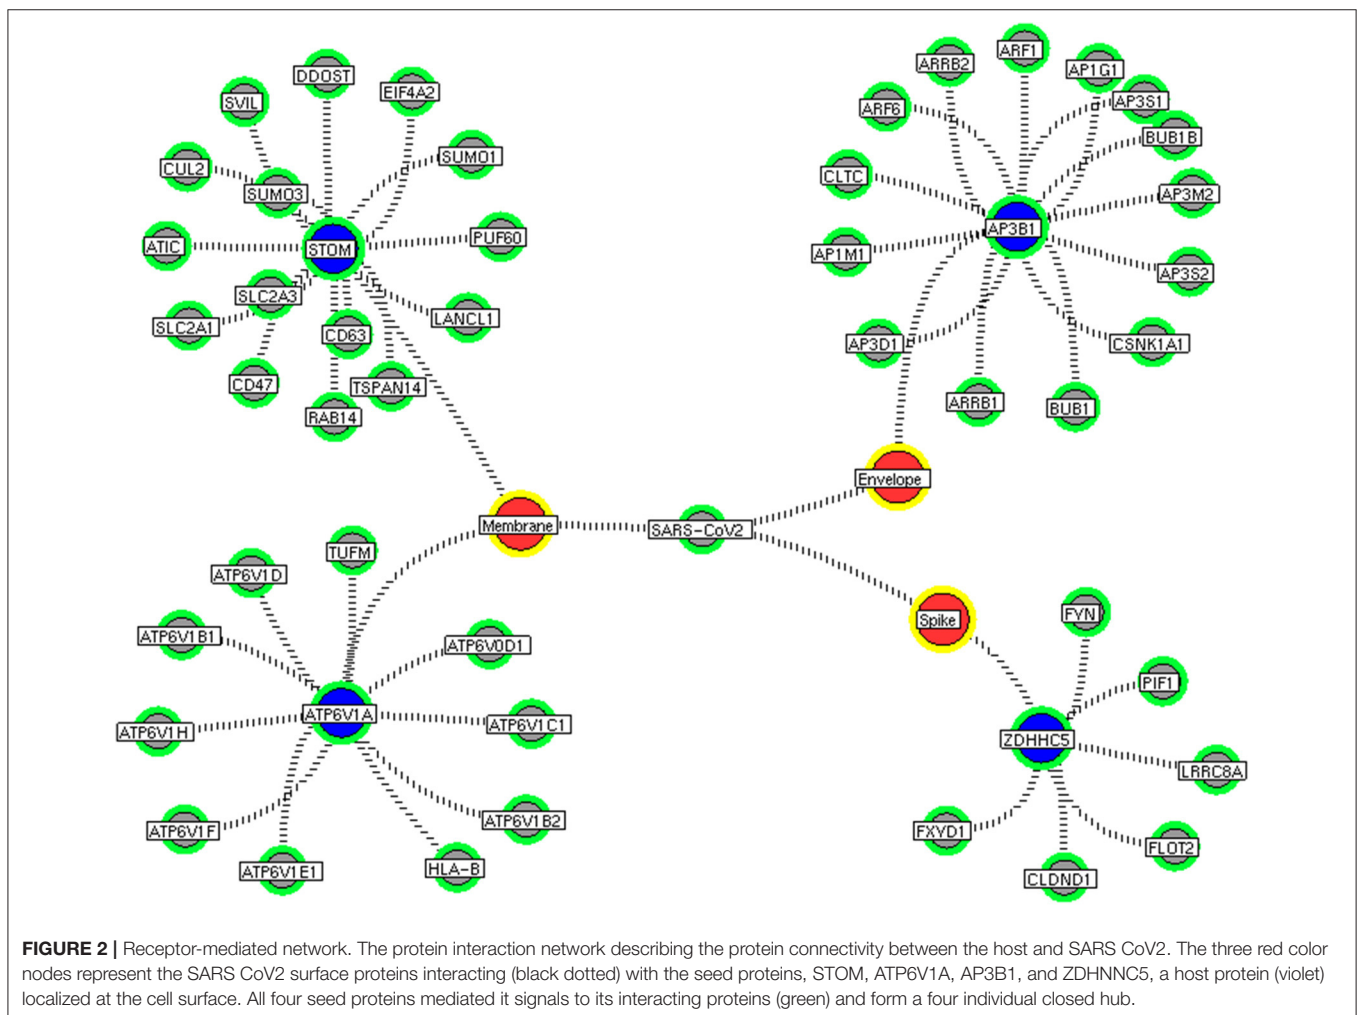 DDOST
EIF4A2
SVIL
SUMO1
CUL2
SUMO3
PUF60
ATIC
STOM
SLC2A3
SLC2A1
LANCL1
CD63
CD47
TSPAN14
RAB14
ARF1
ARRB2
AP1G1
AP3S1
ARF6
BUB1B
CLTC
AP3M2
AP3B1
AP1M1
AP3S2
AP3D1
CSNK1A1
ARRB1
BUB1
Envelope
Membrane
SARS-CoV2
Spike
TUFM
ATP6V1D
ATP6V1B1
ATP6V0D1
ATP6V1A
ATP6V1H
ATP6V1C1
ATP6V1F
ATP6V1B2
ATP6V1E1
HLA-B
FYN
PIF1
ZDHHC5
LRRC8A
FXYD1
FLOT2
CLDND1
FIGURE 2 | Receptor-mediated network. The protein interaction network describing the protein connectivity between the host and SARS CoV2. The three red color
nodes represent the SARS CoV2 surface proteins interacting (black dotted) with the seed proteins, STOM, ATP6V1A, AP3B1, and ZDHNNC5, a host protein (violet)
localized at the cell surface. All four seed proteins mediated it signals to its interacting proteins (green) and form a four individual closed hub.